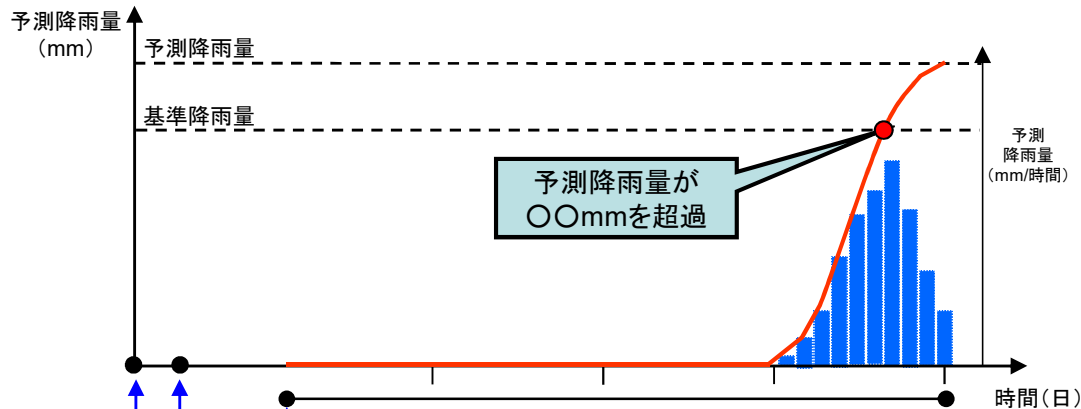 予測降雨量
（mm）
予測降雨量
基準降雨量
予測降雨量が
〇〇mmを超過
予測
降雨量
（mm/時間）
時間（日）